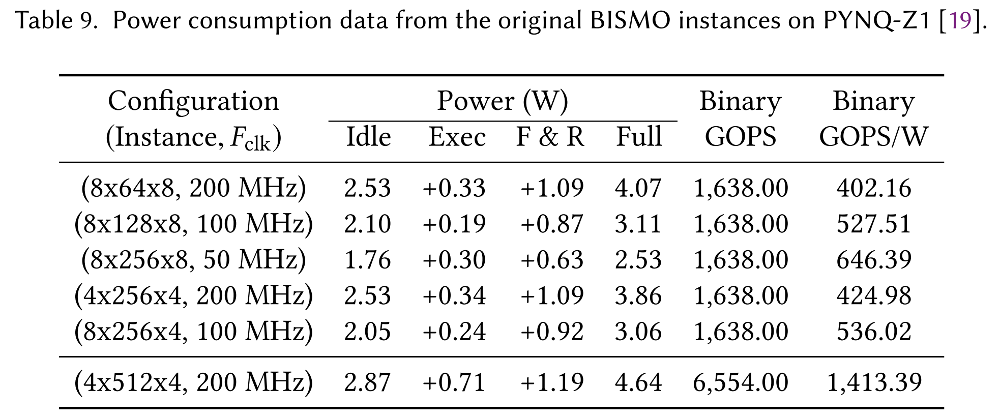 Table 9. Power consumption data from the original BISMO instances on PYNQ-Z1 [19].
Configuration Power (W) Binary Binary
(Instance, Fclk) Idle Exec F & R Full GOPS GOPS/W
(8x64x8, 200 MHz) 2.53 +0.33 +1.09 4.07 1,638.00 402.16
(8x128x8, 100 MHz) 2.10 +0.19 +0.87 3.11 1,638.00 527.51
(8x256x8, 50 MHz) 1.76 +0.30 +0.63 2.53 1,638.00 646.39
(4x256x4, 200 MHz) 2.53 +0.34 +1.09 3.86 1,638.00 424.98
(8x256x4, 100 MHz) 2.05 +0.24 +0.92 3.06 1,638.00 536.02
(4x512x4, 200 MHz) 2.87 +0.71 +1.19 4.64 6,554.00 1,413.39